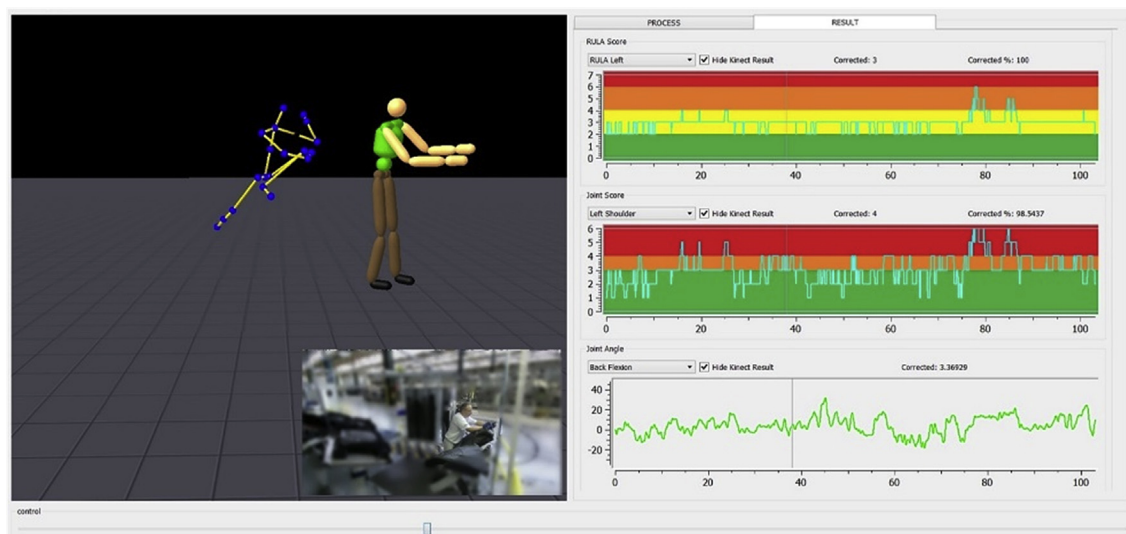 PROCESS RESULT
RULA Score
RULA Left Hide Kinect Result Corrected: 3 Corrected %: 100
7
6
5
4
3
2
1
0
0 20 40 60 80 100
Joint Score
Left Shoulder Hide Kinect Result Corrected: 4 Corrected %: 98.5437
6
5
4
3
2
1
0
0 20 40 60 80 100
Joint Angle
Back Flexion Hide Kinect Result Corrected: 3.36929
40
20
0
-20
0 20 40 60 80 100
control